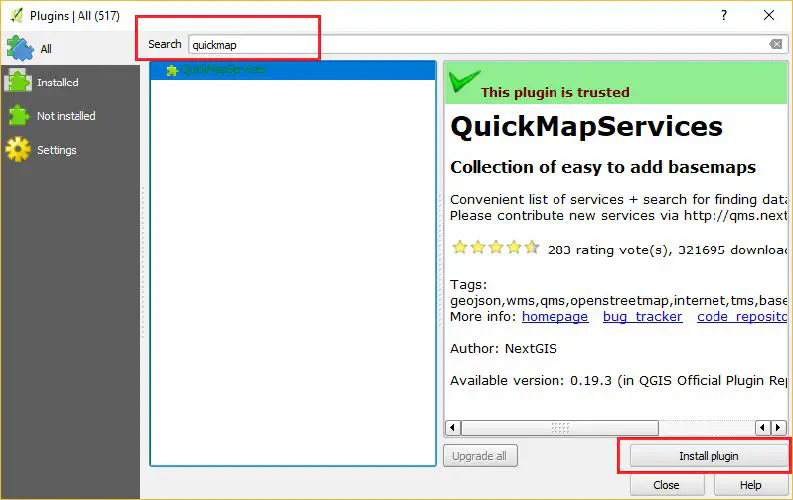 Plugins | All (517)
?
All
Installed
Not installed
Settings
Search quickmap
QuickMapServices
This plugin is trusted
QuickMapServices
Collection of easy to add basemaps
Convenient list of services + search for finding data
Please contribute new services via http://qms.next
283 rating vote(s), 321695 downloa
Tags:
geojson,wms,qms,openstreetmap,internet,tms,base
More info: homepage bug tracker code reposito
Author: NextGIS
Available version: 0.19.3 (in QGIS Official Plugin Rep
Upgrade all
Install plugin
Close
Help